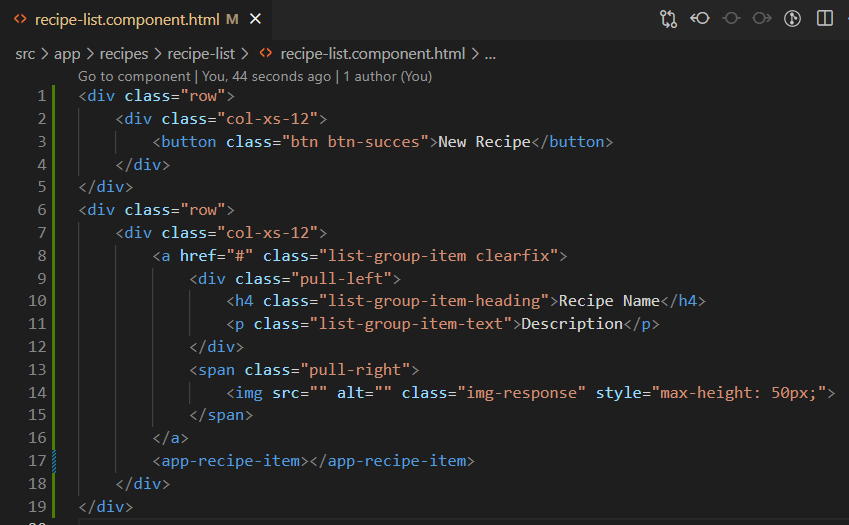 recipe-list.component.html M
src > app > recipes > recipe-list > recipe-list.component.html > ...
Go to component | You, 44 seconds ago | 1 author (You)
1 <div class="row">
2 <div class="col-xs-12">
3 <button class="btn btn-succes">New Recipe</button>
4 </div>
5 </div>
6 <div class="row">
7 <div class="col-xs-12">
8 <a href="#" class="list-group-item clearfix">
9 <div class="pull-left">
10 <h4 class="list-group-item-heading">Recipe Name</h4>
11 <p class="list-group-item-text">Description</p>
12 </div>
13 <span class="pull-right">
14 <img src="" alt="" class="img-response" style="max-height: 50px;">
15 </span>
16 </a>
17 <app-recipe-item></app-recipe-item>
18 </div>
19 </div>